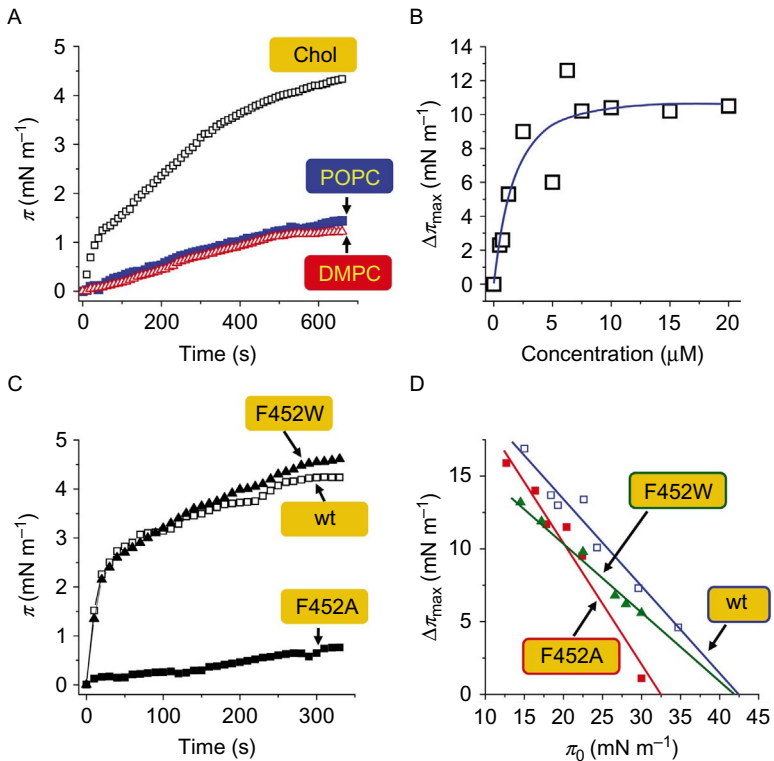 A
5
4
3
2
1
0
π (mN m⁻¹)
0 200 400 600
Time (s)
Chol
POPC
DMPC
B
14
12
10
8
6
4
2
0
Δπmax (mN m⁻¹)
0 5 10 15 20
Concentration (μM)
C
5
4
3
2
1
0
π (mN m⁻¹)
0 100 200 300
Time (s)
F452W
wt
F452A
D
15
10
5
0
Δπmax (mN m⁻¹)
10 15 20 25 30 35 40 45
π₀ (mN m⁻¹)
F452W
wt
F452A